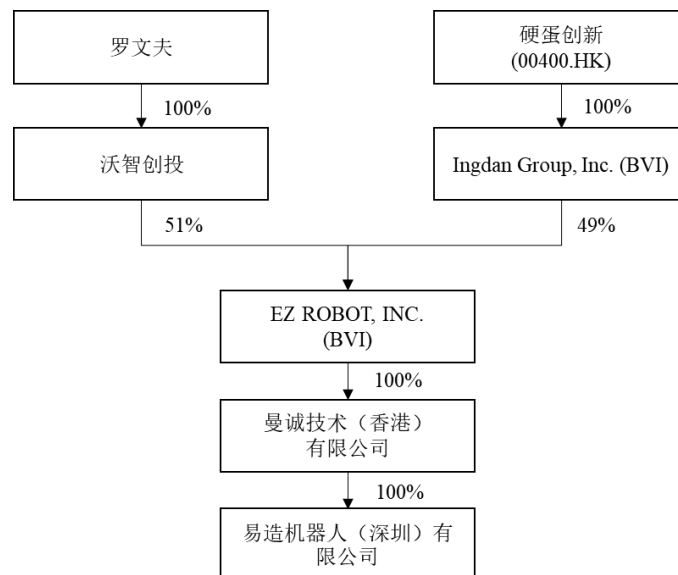 罗文夫
硬蛋创新
(00400.HK)
100%
100%
沃智创投
Ingdan Group, Inc. (BVI)
51%
49%
EZ ROBOT, INC.
(BVI)
100%
曼诚技术（香港）
有限公司
100%
易造机器人（深圳）有
限公司